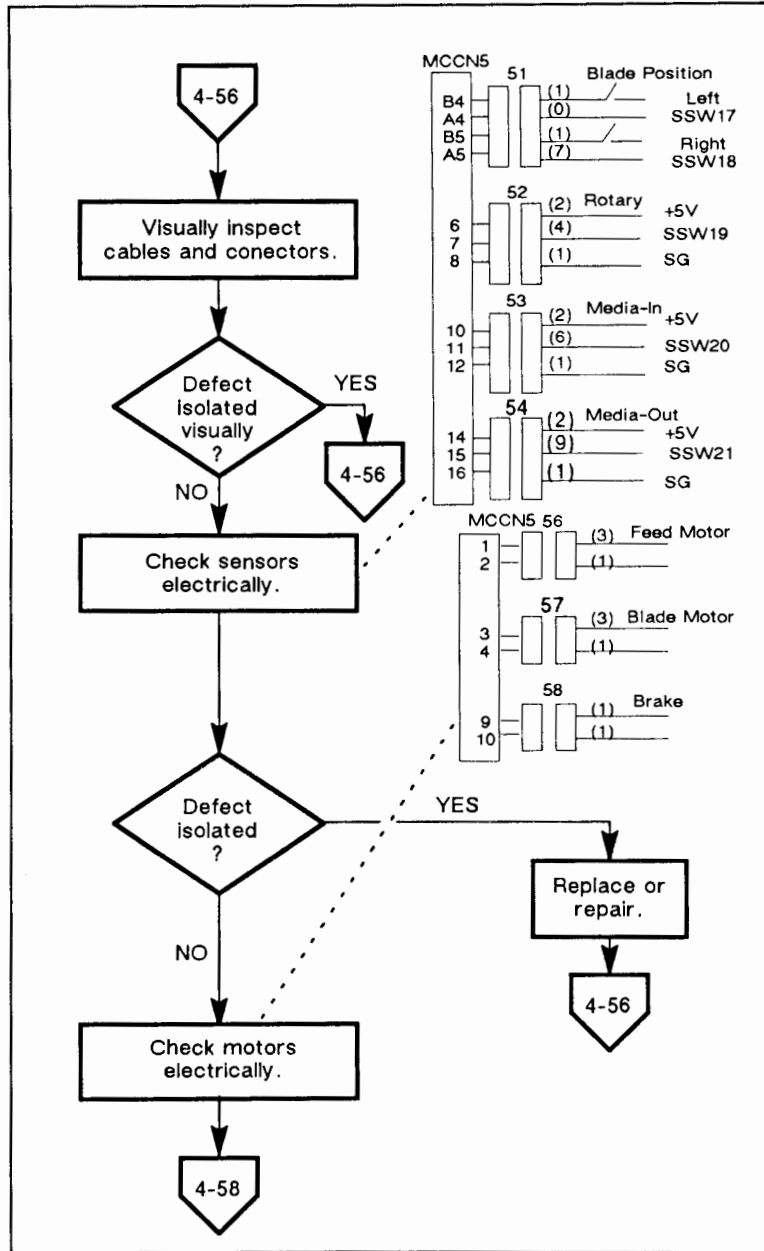 4-56
Visually inspect
cables and conectors.
Defect
isolated
visually
?
YES
4-56
NO
Check sensors
electrically.
Defect
isolated
?
YES
Replace or
repair.
4-56
NO
Check motors
electrically.
4-58
MCCN5
51
Blade Position
B4
(1)
Left
A4
(0)
SSW17
B5
(1)
Right
A5
(7)
SSW18
52
Rotary
6
(2)
+5V
7
(4)
SSW19
8
(1)
SG
53
Media-In
10
(2)
+5V
11
(6)
SSW20
12
(1)
SG
54
Media-Out
14
(2)
+5V
15
(9)
SSW21
16
(1)
SG
MCCN5
56
1
(3)
Feed Motor
2
(1)
57
3
(3)
Blade Motor
4
(1)
58
9
(1)
Brake
10
(1)